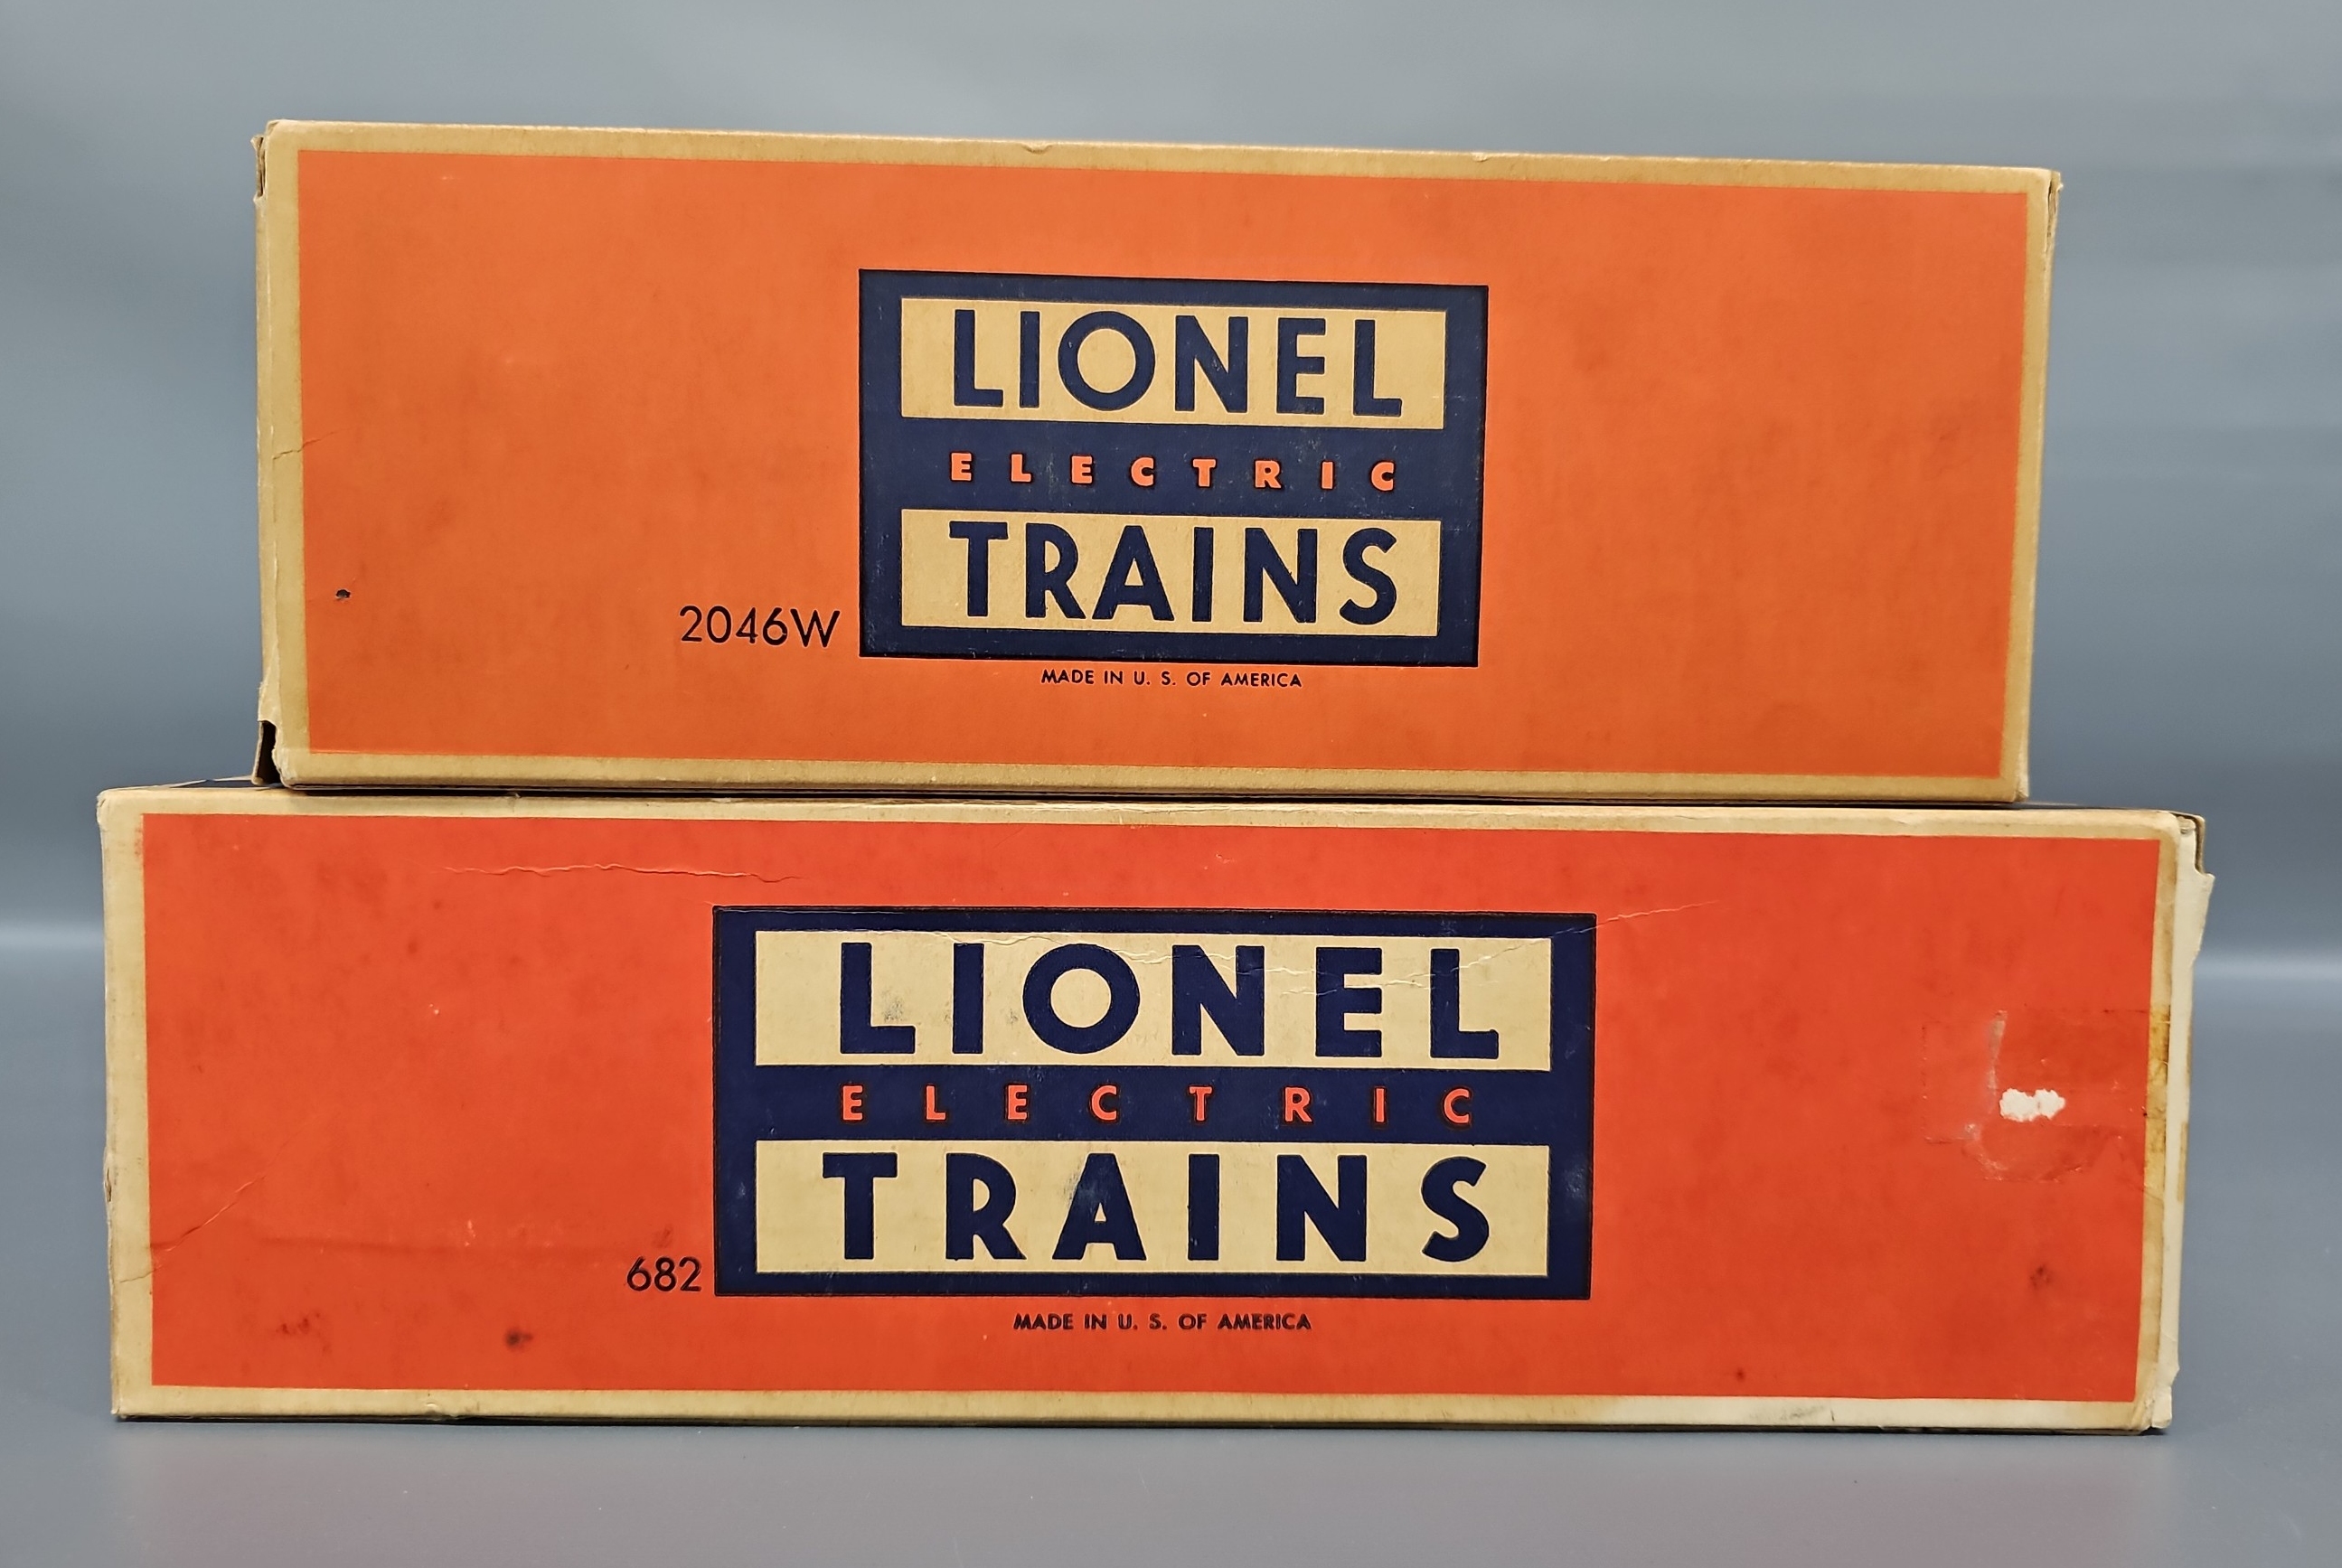 LIONEL
ELECTRIC
TRAINS
2046W
MADE IN U. S. OF AMERICA
LIONEL
ELECTRIC
TRAINS
682
MADE IN U. S. OF AMERICA